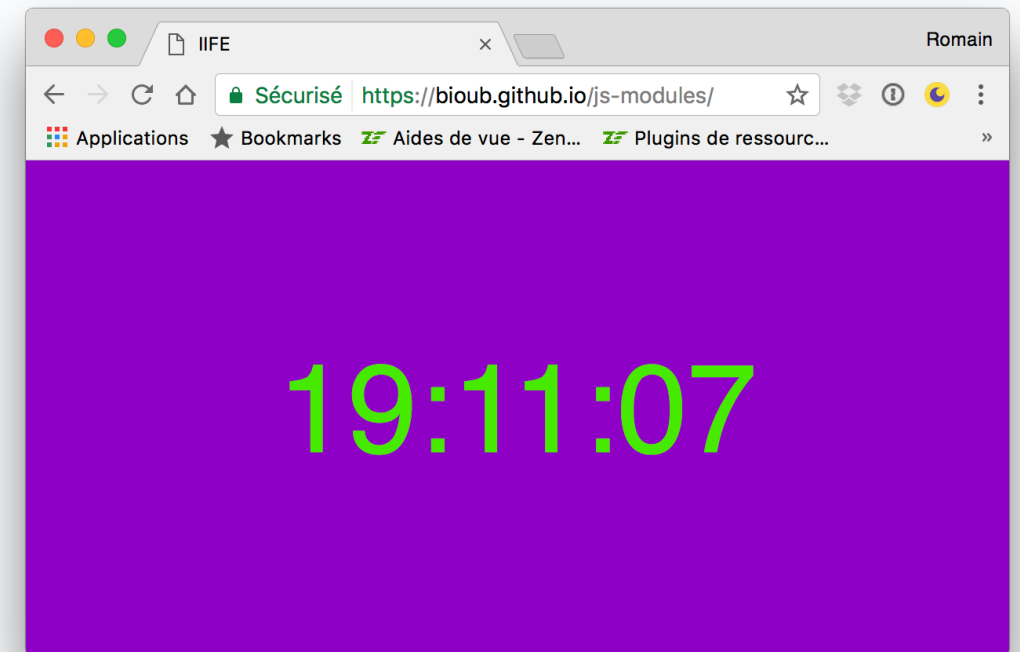 IIFE
Romain
Sécurisé https://bioub.github.io/js-modules/
Applications Bookmarks Aides de vue - Zen... Plugins de ressourc... »
19:11:07